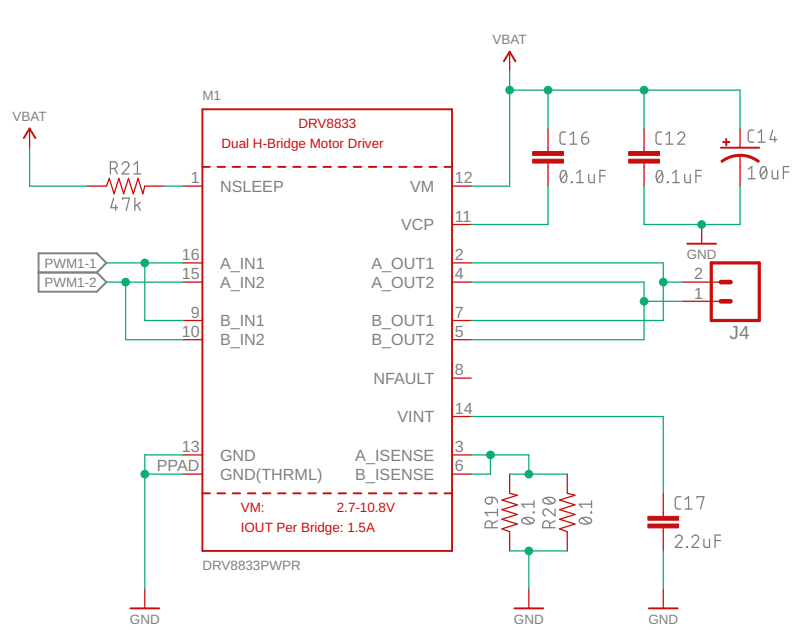 VBAT
M1
VBAT
DRV8833
Dual H-Bridge Motor Driver
C16
0.1uF
C12
0.1uF
+
C14
10uF
R21
47k
1 NSLEEP VM 12
VCP 11
GND
PWM1-1 16 A_IN1 A_OUT1 2
PWM1-2 15 A_IN2 A_OUT2 4
2
1
J4
9 B_IN1 B_OUT1 7
10 B_IN2 B_OUT2 5
NFAULT 8
VINT 14
13 GND A_ISENSE 3
PPAD GND(THRML) B_ISENSE 6
VM: 2.7-10.8V
IOUT Per Bridge: 1.5A
R19
0.1
R20
0.1
C17
2.2uF
DRV8833PWPR
GND
GND
GND